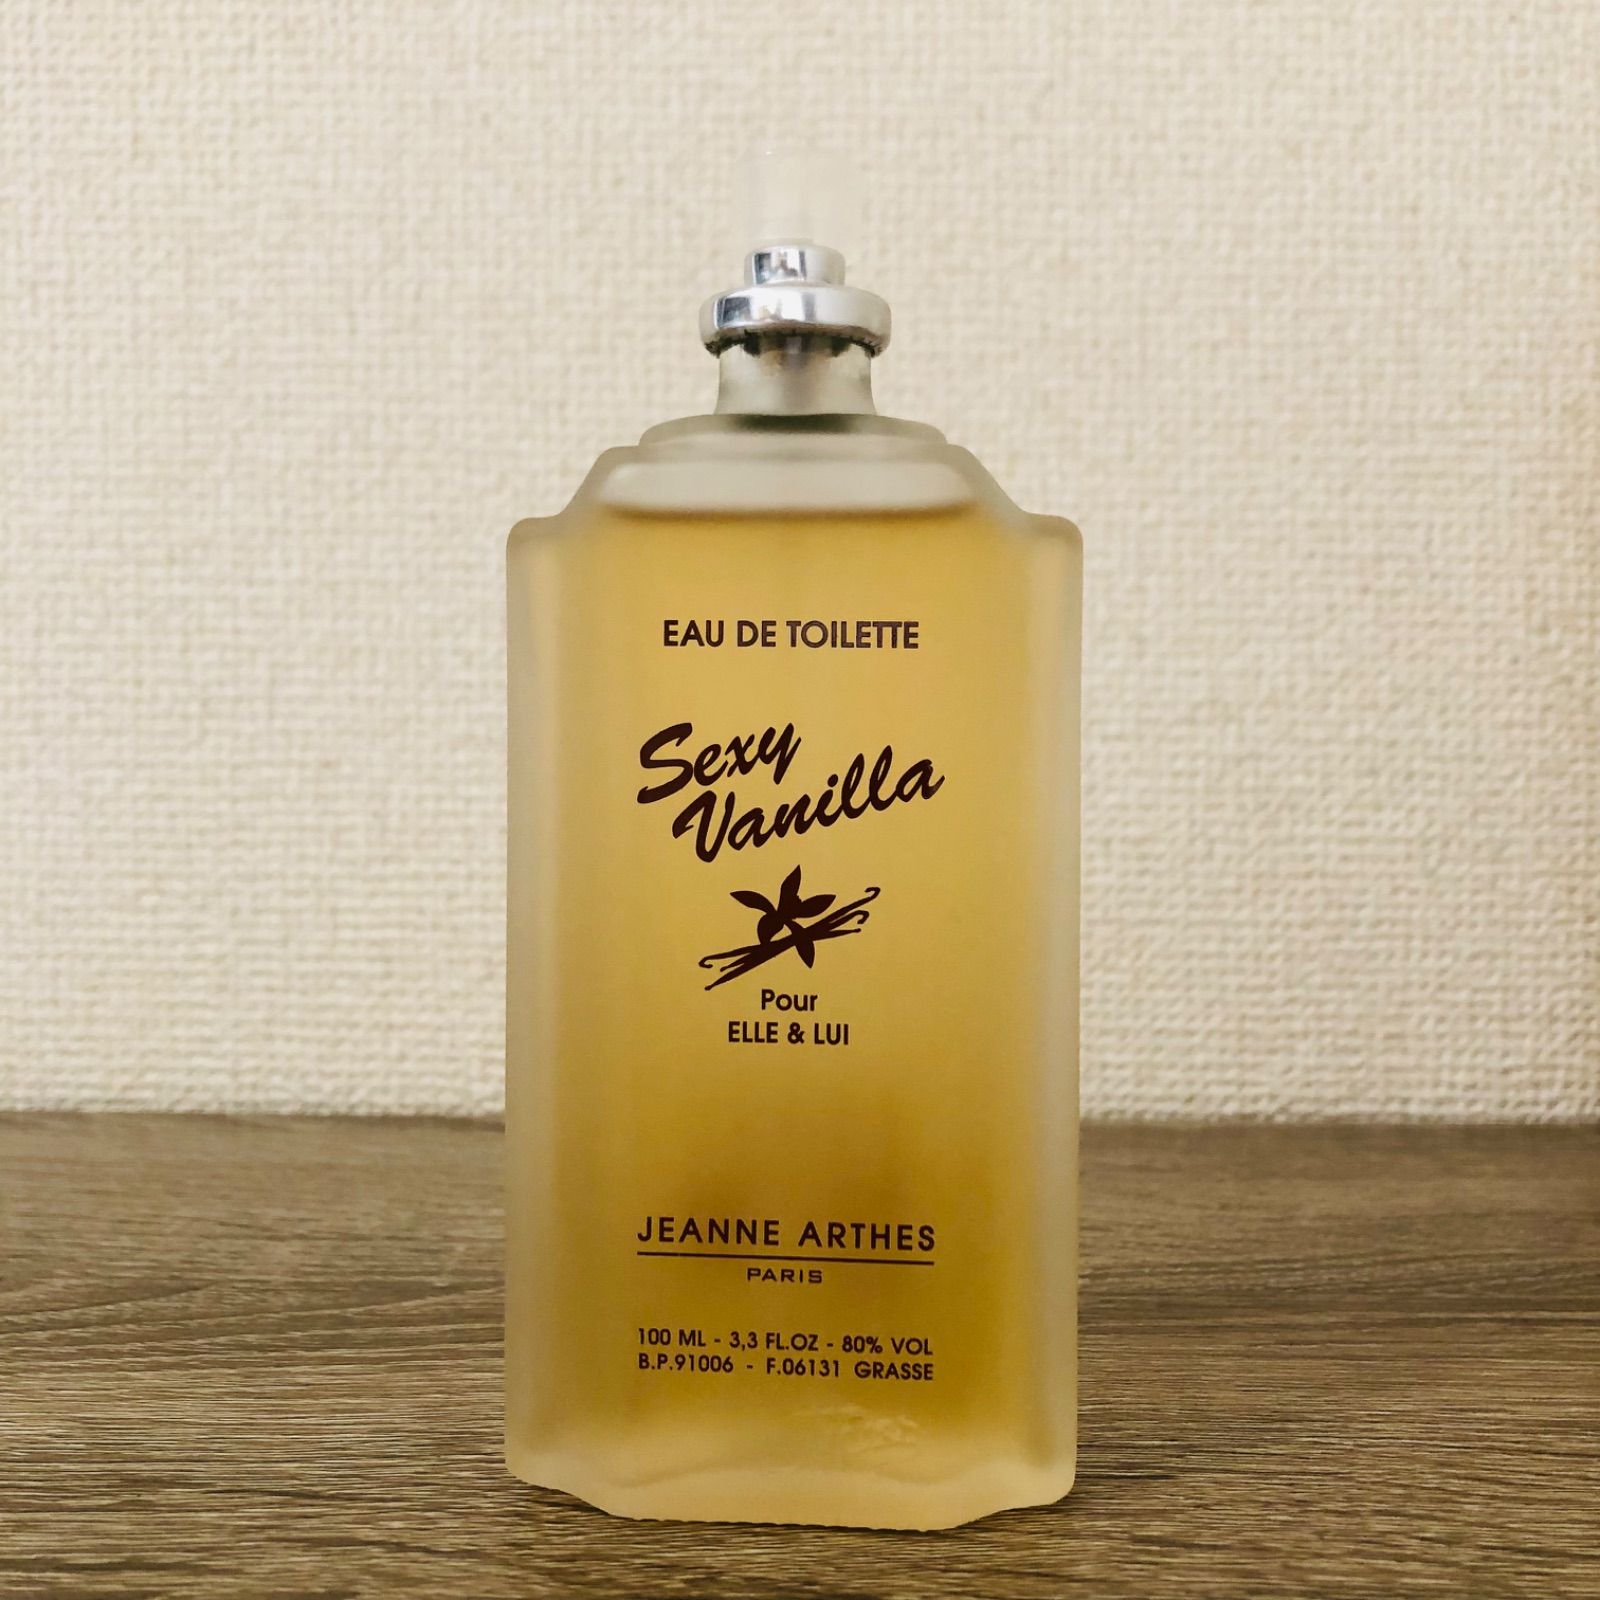 EAU DE TOILETTE
Sexy
Vanilla
Pour
ELLE & LUI
JEANNE ARTHES
PARIS
100 ML - 3,3 FL.OZ - 80% VOL
B.P.91006 - F.06131 GRASSE